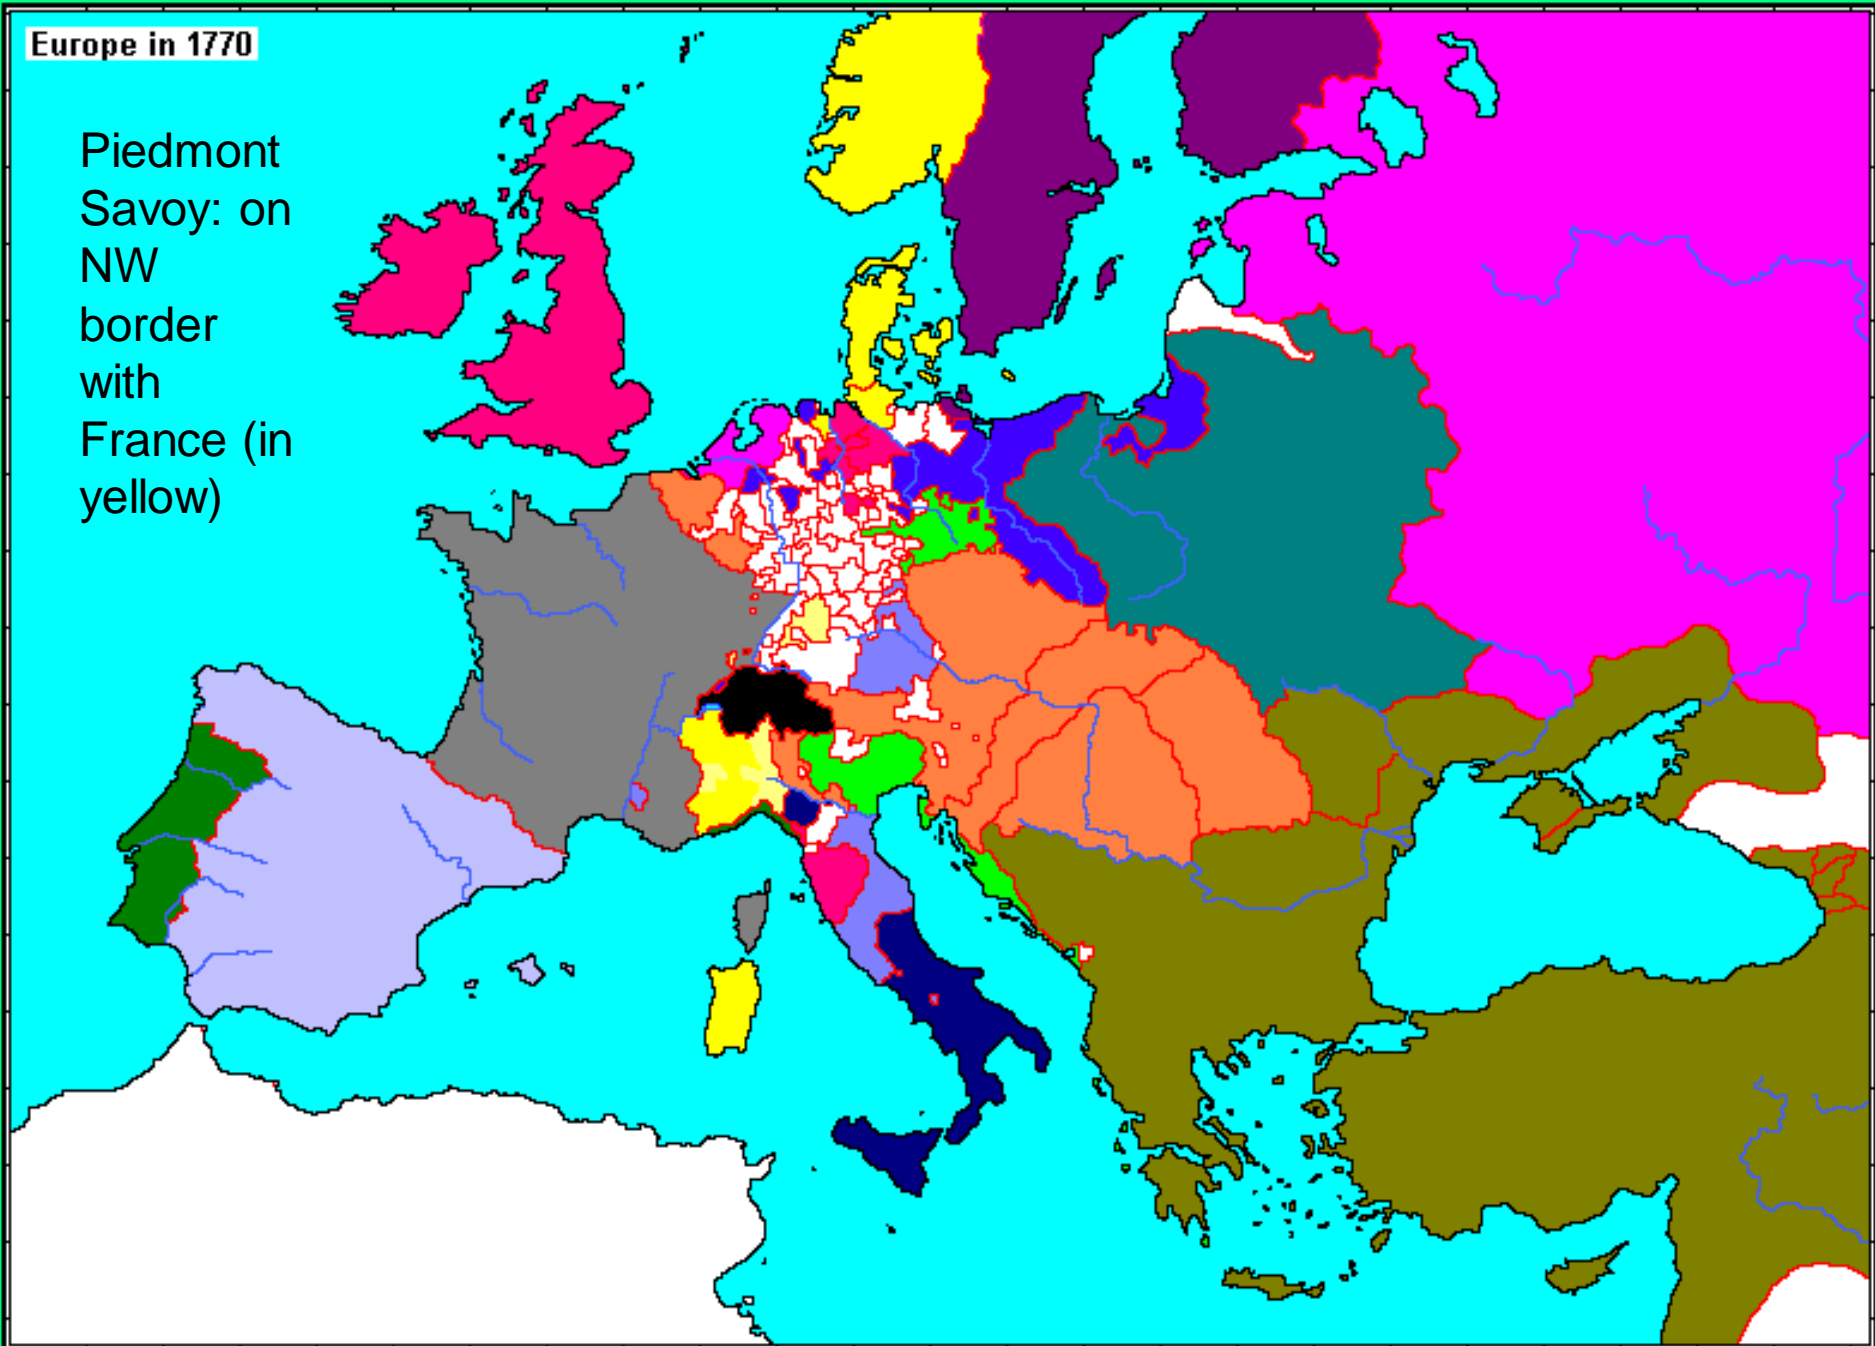 Europe in 1770
Piedmont
Savoy: on
NW
border
with
France (in
yellow)